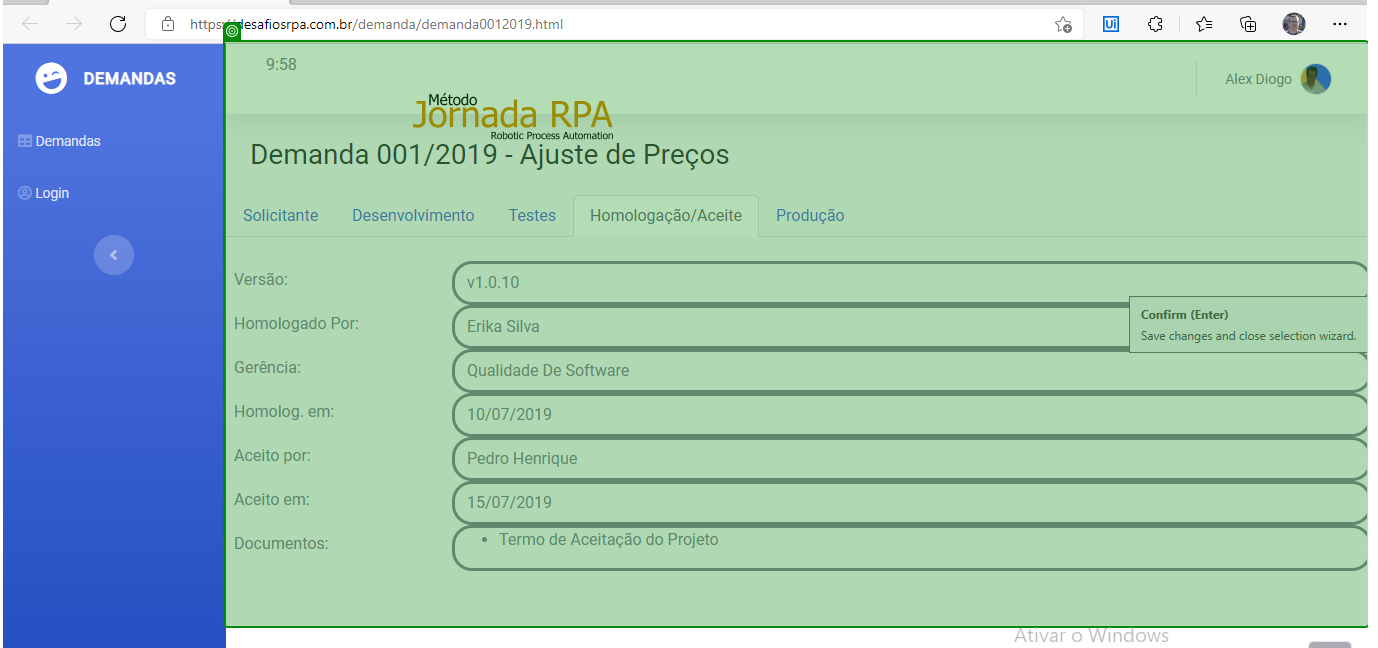 https://desafiosrpa.com.br/demanda/demanda0012019.html
Ui
DEMANDAS
Demandas
Login
9:58
Alex Diogo
Método
Jornada RPA
Robotic Process Automation
Demanda 001/2019 - Ajuste de Preços
Solicitante Desenvolvimento Testes Homologação/Aceite Produção
Versão: v1.0.10
Confirm (Enter)
Save changes and close selection wizard.
Homologado Por: Erika Silva
Gerência: Qualidade De Software
Homolog. em: 10/07/2019
Aceito por: Pedro Henrique
Aceito em: 15/07/2019
Documentos: • Termo de Aceitação do Projeto
Ativar o Windows